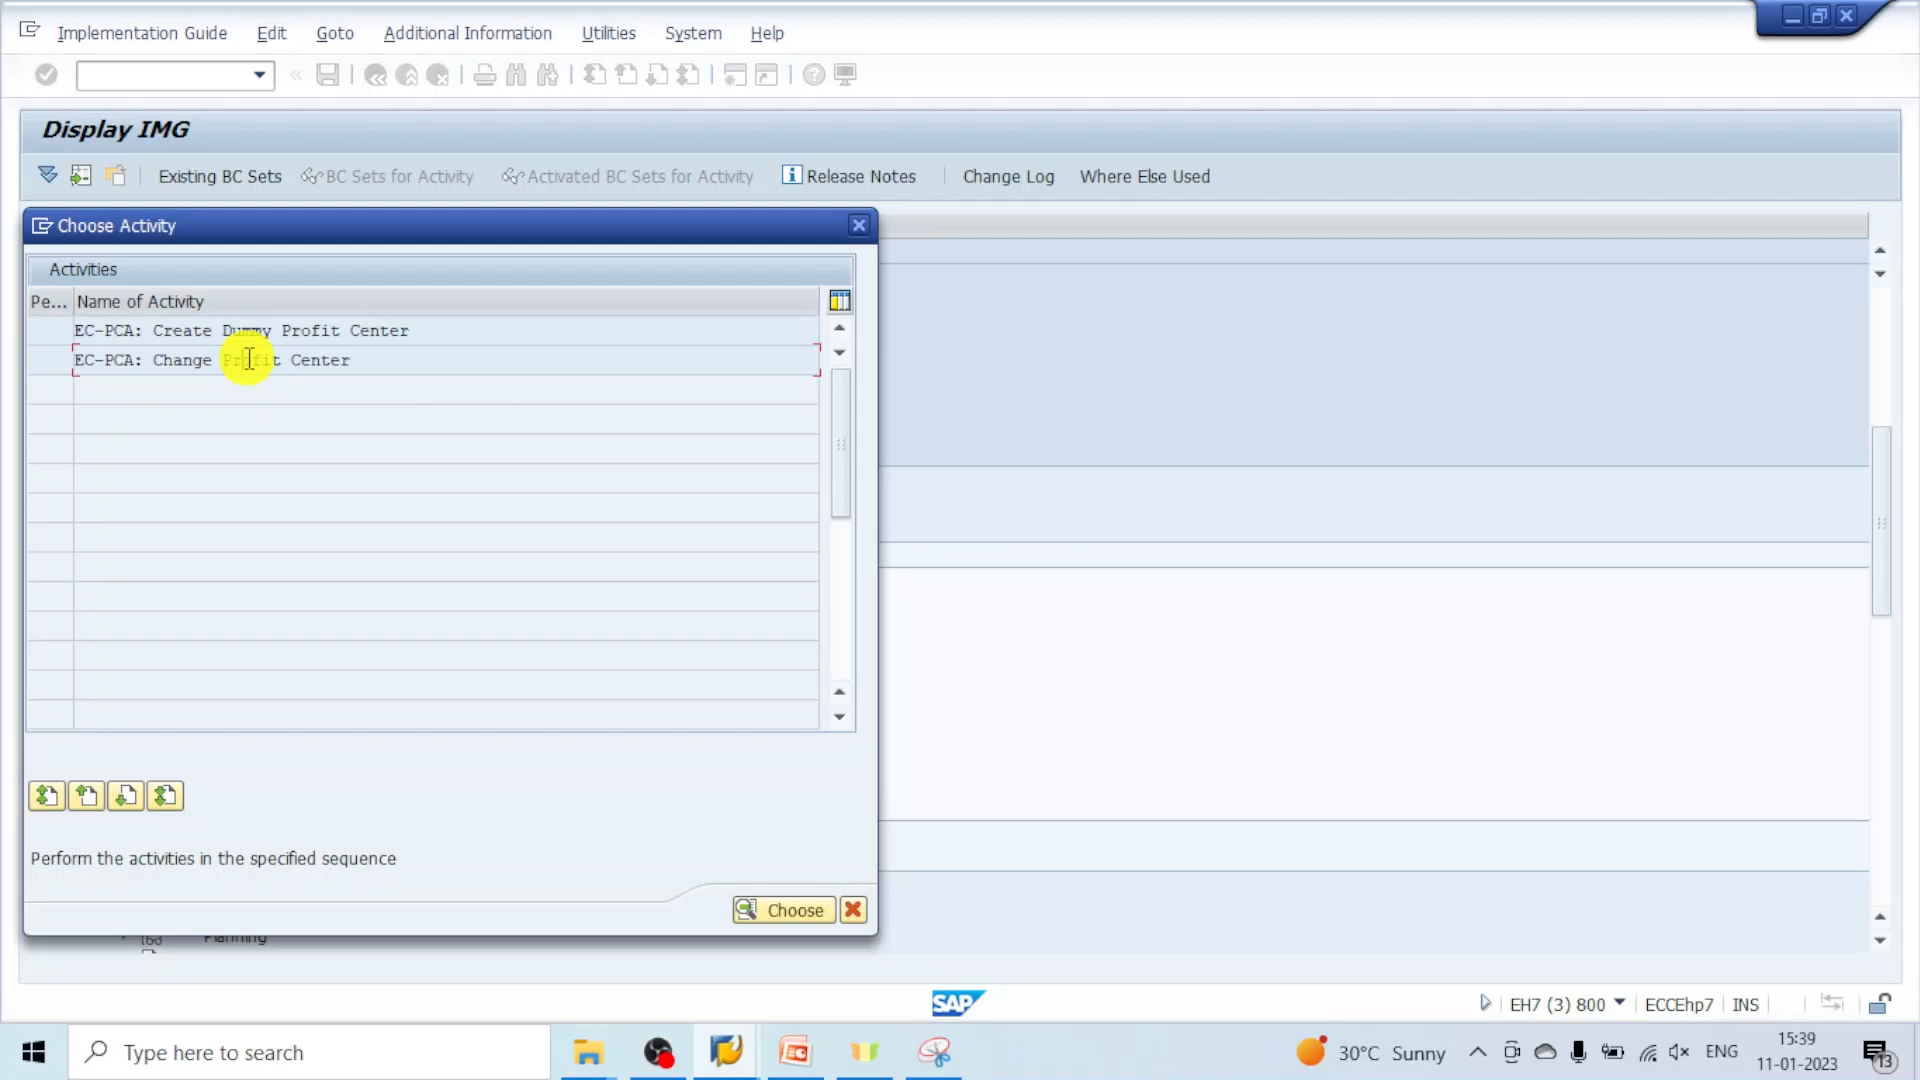 Implementation Guide Edit Goto Additional Information Utilities System Help
Display IMG
Existing BC Sets BC Sets for Activity Activated BC Sets for Activity Release Notes Change Log Where Else Used
Choose Activity
Activities
Pe... Name of Activity
EC-PCA: Create Dummy Profit Center
EC-PCA: Change Profit Center
Perform the activities in the specified sequence
Choose
Planning
SAP
EH7 (3) 800 ECCEhp7 INS
Type here to search
30°C Sunny
ENG
15:39
11-01-2023
13